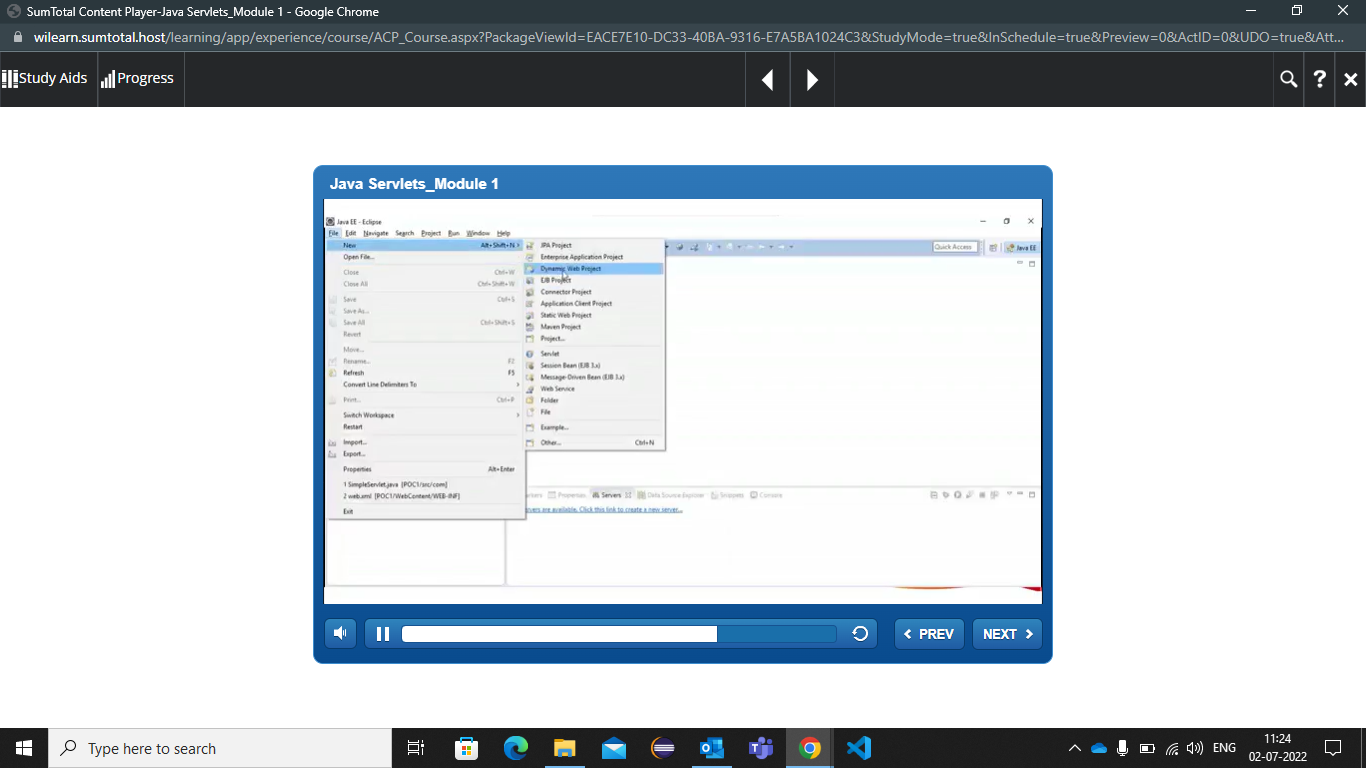 SumTotal Content Player-Java Servlets_Module 1 - Google Chrome
wilearn.sumtotal.host/learning/app/experience/course/ACP_Course.aspx?PackageViewId=EACE7E10-DC33-40BA-9316-E7A5BA1024C3&StudyMode=true&InSchedule=true&Preview=0&ActID=0&UDO=true&Att...
Study Aids Progress
Java Servlets_Module 1
Java EE - Eclipse
File Edit Navigate Search Project Run Window Help
New Alt+Shift+N
Open File...
Close Ctrl+W
Close All Ctrl+Shift+W
Save Ctrl+S
Save As...
Save All Ctrl+Shift+S
Revert
Move...
Rename... F2
Refresh F5
Convert Line Delimiters To
Print... Ctrl+P
Switch Workspace
Restart
Import...
Export...
Properties Alt+Enter
1 SimpleServlet.java [POC1/src/com]
2 web.xml [POC1/WebContent/WEB-INF]
Exit
JPA Project
Enterprise Application Project
Dynamic Web Project
EJB Project
Connector Project
Application Client Project
Static Web Project
Maven Project
Project...
Servlet
Session Bean (EJB 3.x)
Message-Driven Bean (EJB 3.x)
Web Service
Folder
File
Example...
Other... Ctrl+N
Quick Access Java EE
Properties Servers Data Source Explorer Snippets Console
are available. Click this link to create a new server...
PREV NEXT
Type here to search
ENG
11:24
02-07-2022